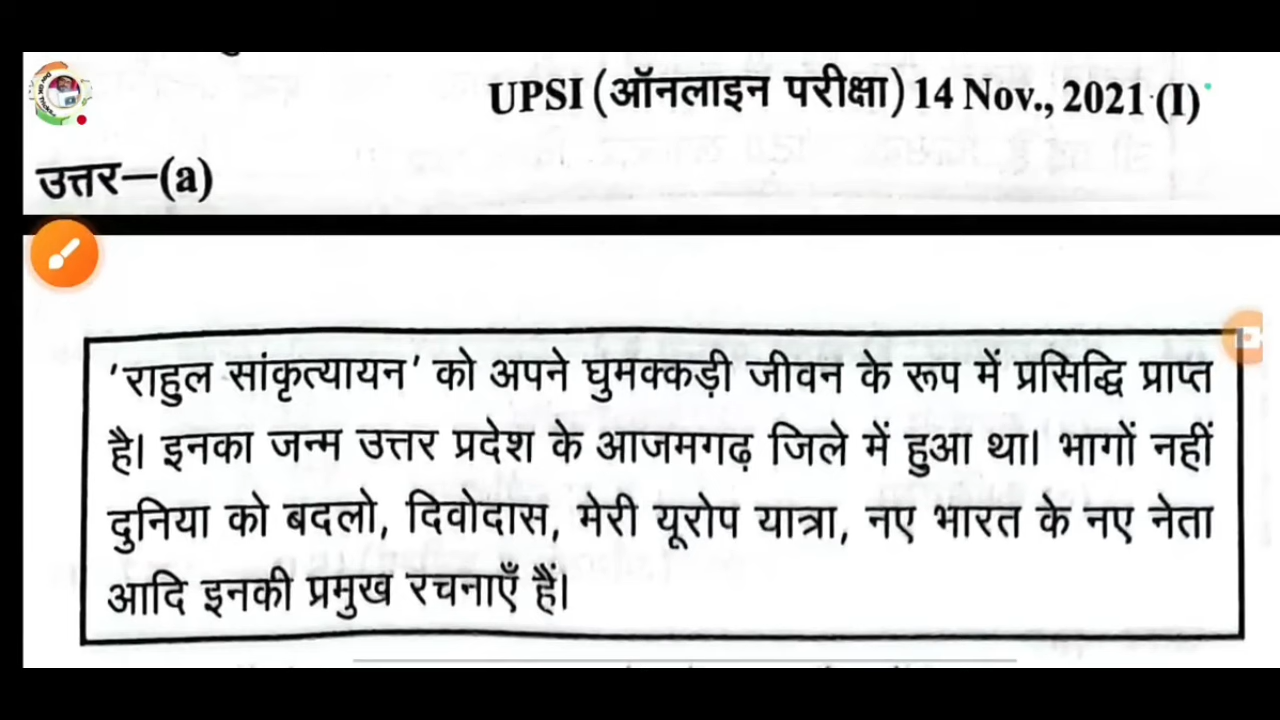 UPSI (ऑनलाइन परीक्षा) 14 Nov., 2021 (I)
उत्तर–(a)
'राहुल सांकृत्यायन' को अपने घुमक्कड़ी जीवन के रूप में प्रसिद्धि प्राप्त
है। इनका जन्म उत्तर प्रदेश के आजमगढ़ जिले में हुआ था। भागों नहीं
दुनिया को बदलो, दिवोदास, मेरी यूरोप यात्रा, नए भारत के नए नेता
आदि इनकी प्रमुख रचनाएँ हैं।